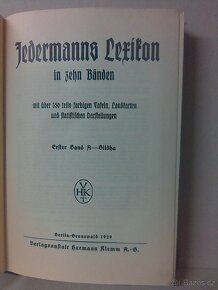 Jedermanns Lexikon
in zehn Bänden
mit über 550 teils farbigen Tafeln, Landkarten
und statistischen Darstellungen
Erster Band A—Bildha
V
H K
T
Berlin-Grunewald 1929
Verlagsanstalt Hermann Klemm A.-G.